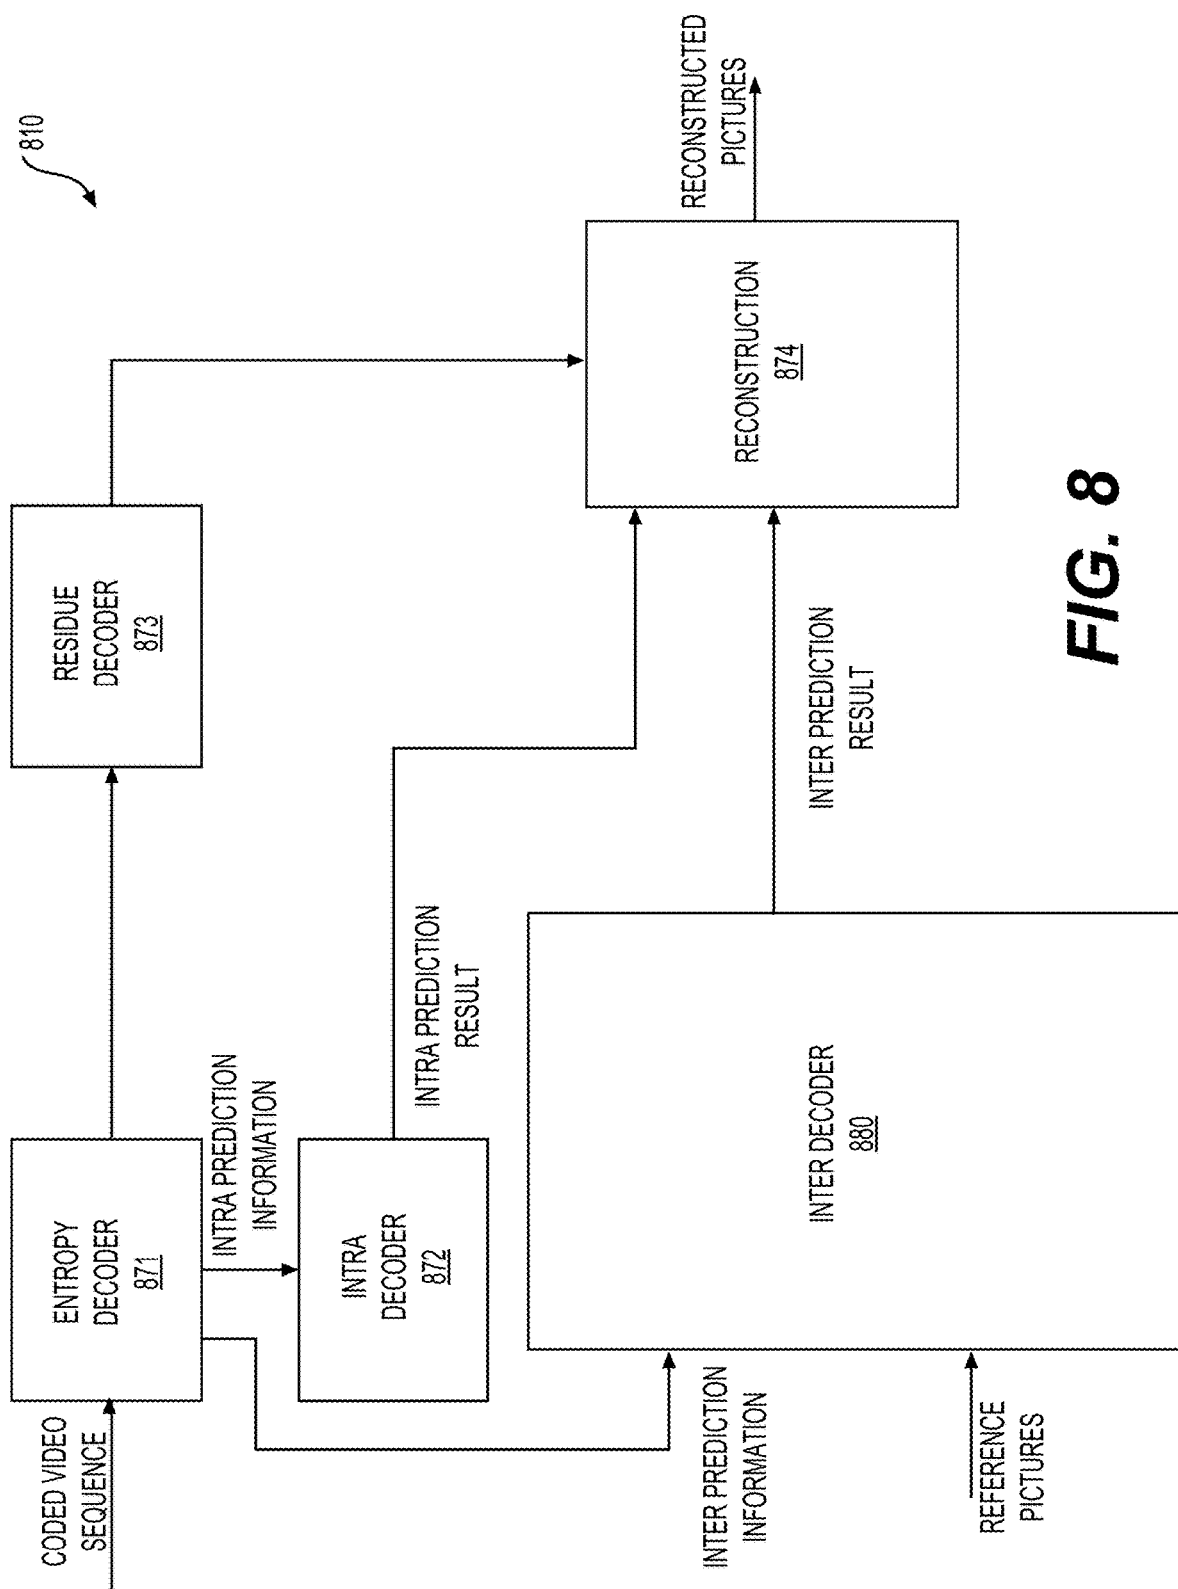 810
CODED VIDEO
SEQUENCE
ENTROPY
DECODER
871
RESIDUE
DECODER
873
INTRA PREDICTION
INFORMATION
INTRA
DECODER
872
INTRA PREDICTION
RESULT
INTER PREDICTION
INFORMATION
REFERENCE
PICTURES
INTER DECODER
880
INTER PREDICTION
RESULT
RECONSTRUCTION
874
RECONSTRUCTED
PICTURES
FIG. 8